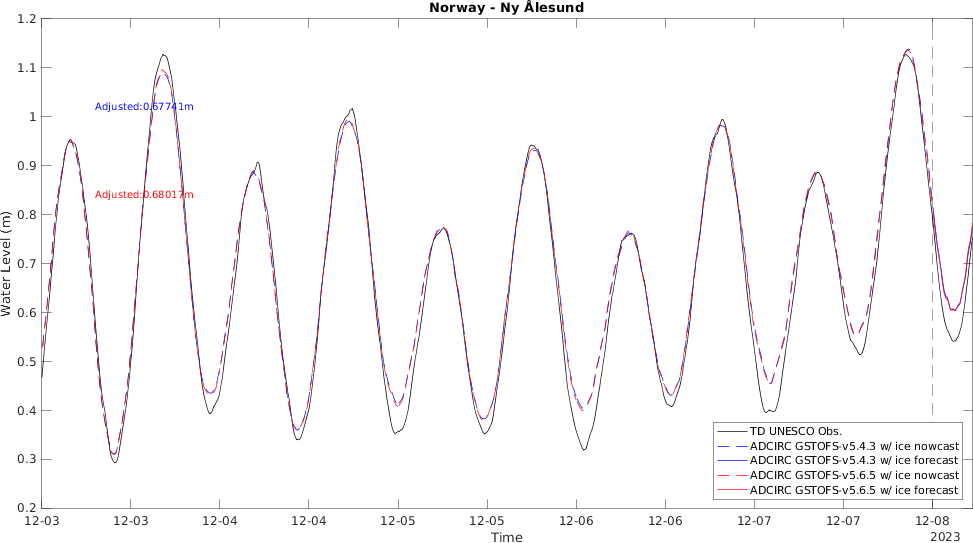 Norway - Ny Ålesund
1.2
1.1
1
0.9
0.8
0.7
0.6
0.5
0.4
0.3
0.2
Water Level (m)
Adjusted:0.67741m
Adjusted:0.68017m
TD UNESCO Obs.
ADCIRC GSTOFS-v5.4.3 w/ ice nowcast
ADCIRC GSTOFS-v5.4.3 w/ ice forecast
ADCIRC GSTOFS-v5.6.5 w/ ice nowcast
ADCIRC GSTOFS-v5.6.5 w/ ice forecast
12-03 12-03 12-04 12-04 12-05 12-05 12-06 12-06 12-07 12-07 12-08
Time
2023